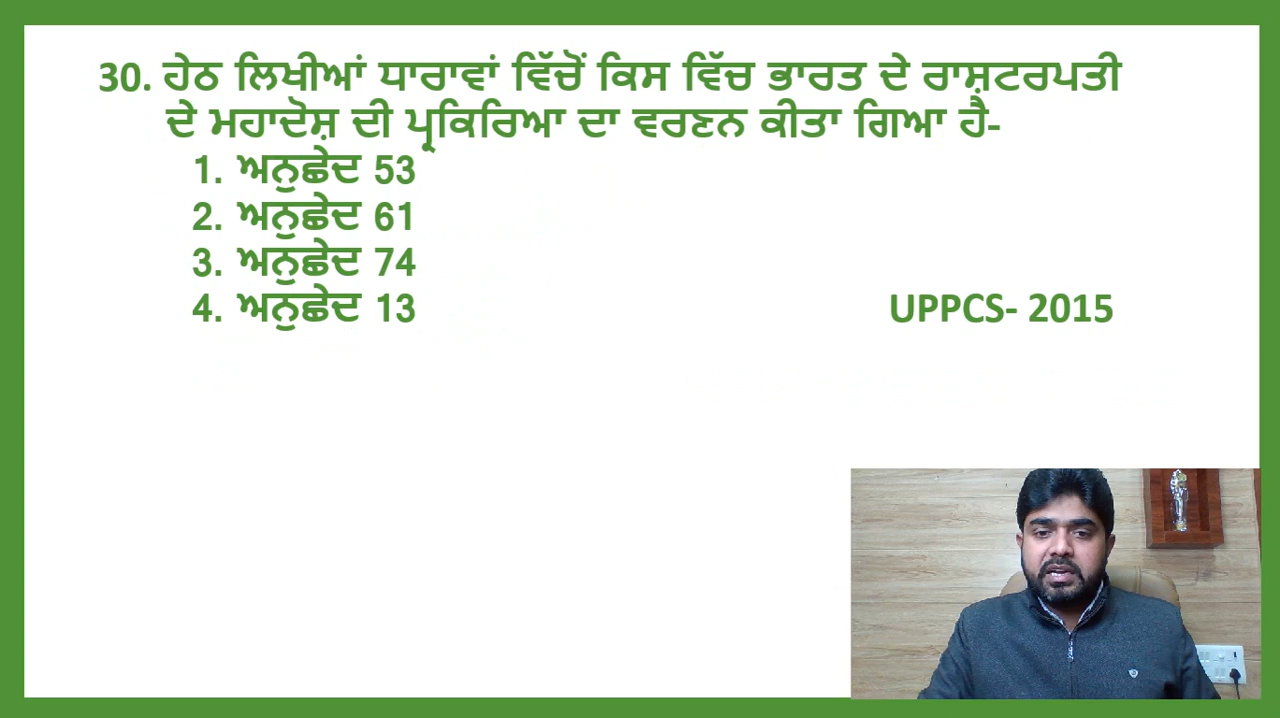 30. ਹੇਠ ਲਿਖੀਆਂ ਧਾਰਾਵਾਂ ਵਿੱਚੋਂ ਕਿਸ ਵਿੱਚ ਭਾਰਤ ਦੇ ਰਾਸ਼ਟਰਪਤੀ
ਦੇ ਮਹਾਦੋਸ਼ ਦੀ ਪ੍ਰਕਿਰਿਆ ਦਾ ਵਰਣਨ ਕੀਤਾ ਗਿਆ ਹੈ-
1. ਅਨੁਛੇਦ 53
2. ਅਨੁਛੇਦ 61
3. ਅਨੁਛੇਦ 74
4. ਅਨੁਛੇਦ 13 UPPCS- 2015